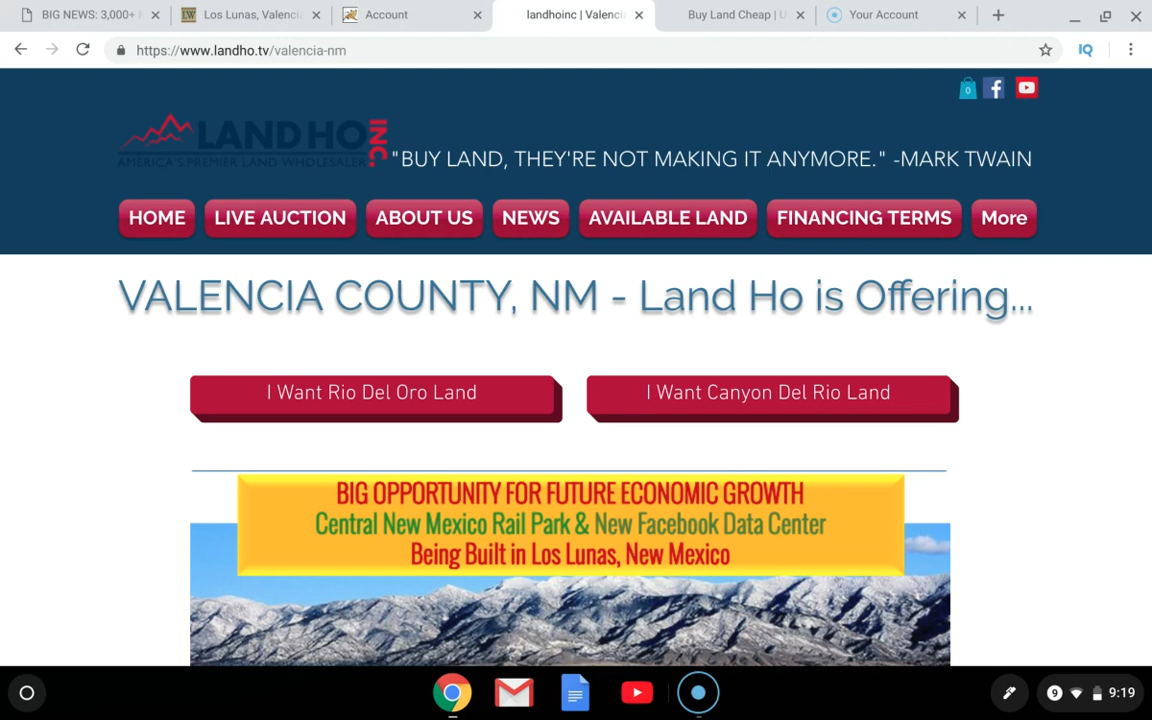 BIG NEWS: 3,000+
Los Lunas, Valenci
Account
landhoinc | Valenci
Buy Land Cheap | U
Your Account
https://www.landho.tv/valencia-nm
IQ
0
LAND HO INC.
AMERICA'S PREMIER LAND WHOLESALER
"BUY LAND, THEY'RE NOT MAKING IT ANYMORE." -MARK TWAIN
HOME LIVE AUCTION ABOUT US NEWS AVAILABLE LAND FINANCING TERMS More
VALENCIA COUNTY, NM - Land Ho is Offering...
I Want Rio Del Oro Land
I Want Canyon Del Rio Land
BIG OPPORTUNITY FOR FUTURE ECONOMIC GROWTH
Central New Mexico Rail Park & New Facebook Data Center
Being Built in Los Lunas, New Mexico
9 9:19